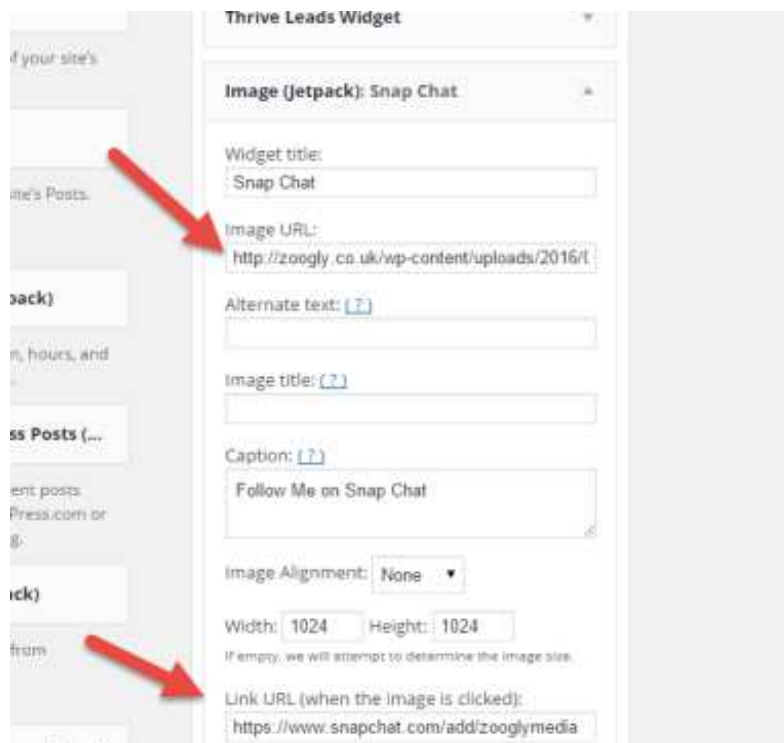 Thrive Leads Widget
of your site's
Image (Jetpack): Snap Chat
Widget title:
Snap Chat
site's Posts.
Image URL:
http://zoogly.co.uk/wp-content/uploads/2016/
pack)
Alternate text: (?)
n, hours, and
Image title: (?)
ss Posts (...
Caption: (?)
ent posts
Follow Me on Snap Chat
Press.com or
g.
Image Alignment: None
ack)
Width: 1024 Height: 1024
from
If empty, we will attempt to determine the image size.
Link URL (when the image is clicked):
https://www.snapchat.com/add/zooglymedia